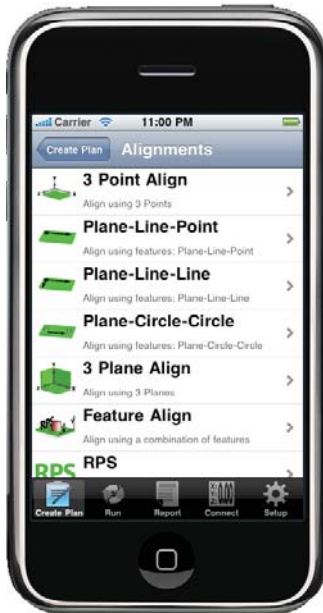 Carrier 11:00 PM
Create Plan Alignments
3 Point Align
Align using 3 Points
Plane-Line-Point
Align using features: Plane-Line-Point
Plane-Line-Line
Align using features: Plane-Line-Line
Plane-Circle-Circle
Align using features: Plane-Circle-Circle
3 Plane Align
Align using 3 Planes
Feature Align
Align using a combination of features
RPS RPS
Create Plan Run Report Connect Setup